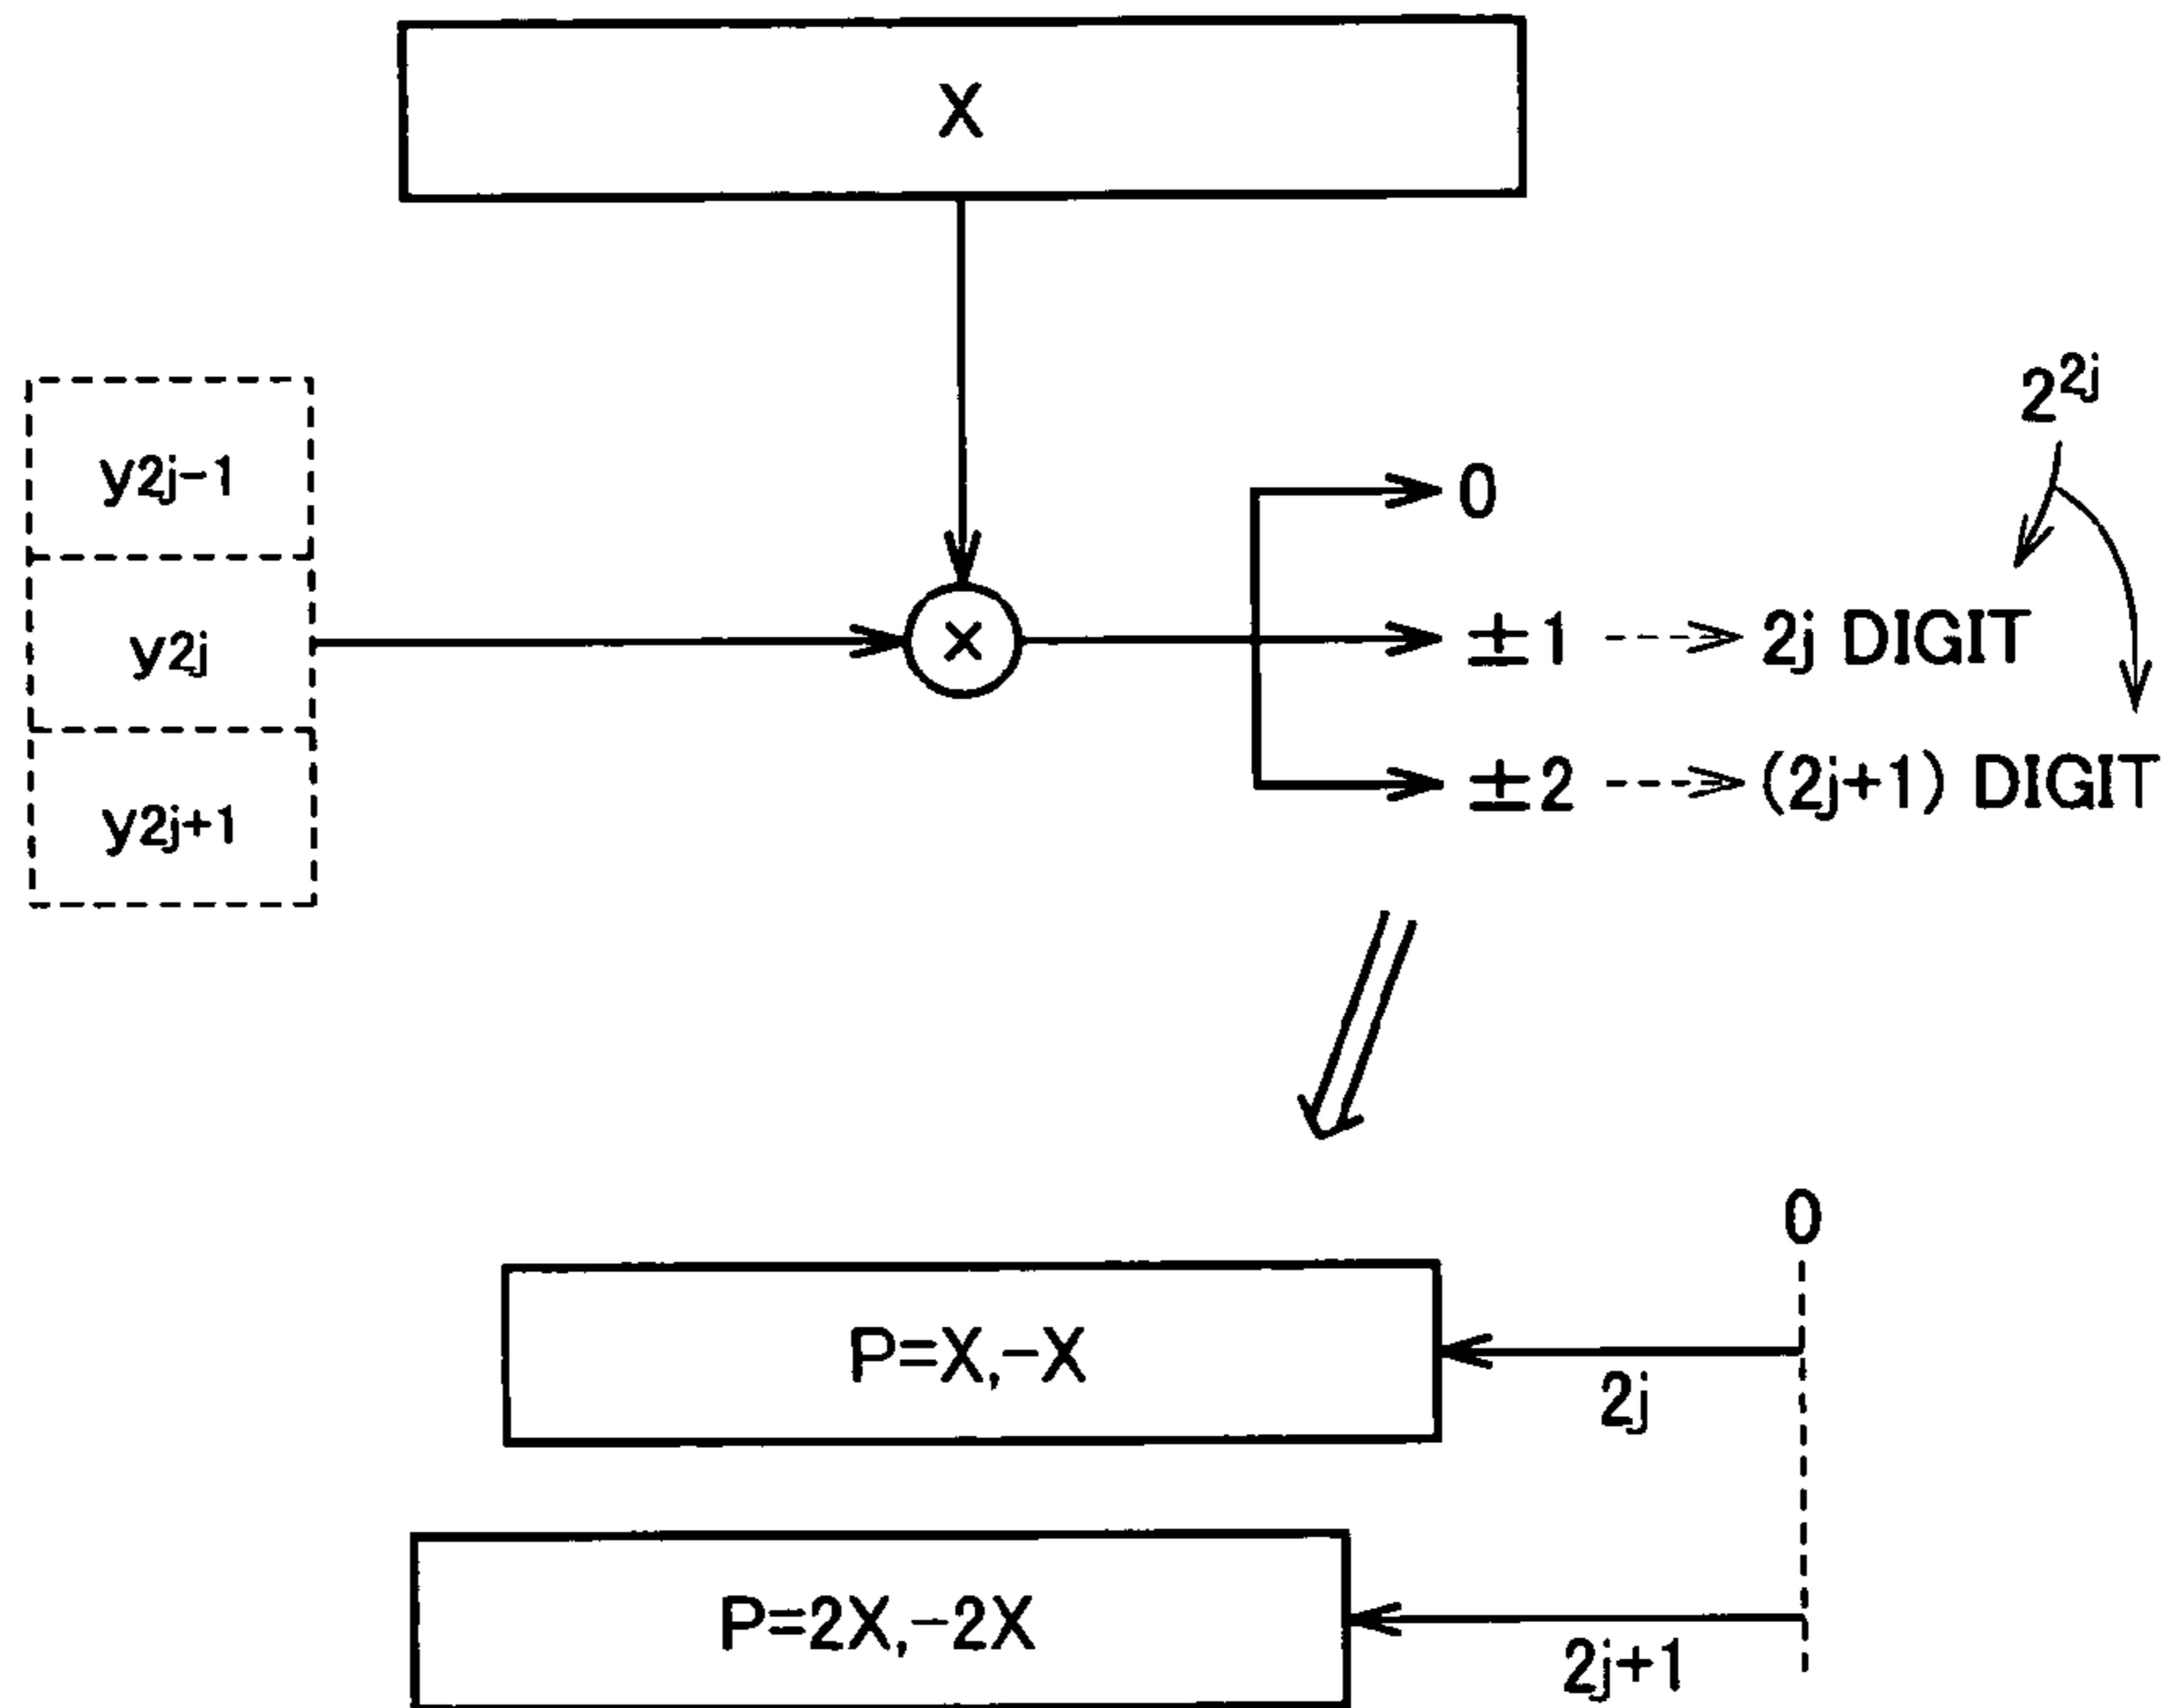 X
2^2j
y2j-1
0
y2j
×
±1
2j DIGIT
±2
(2j+1) DIGIT
y2j+1
0
P=X,-X
2j
P=2X,-2X
2j+1